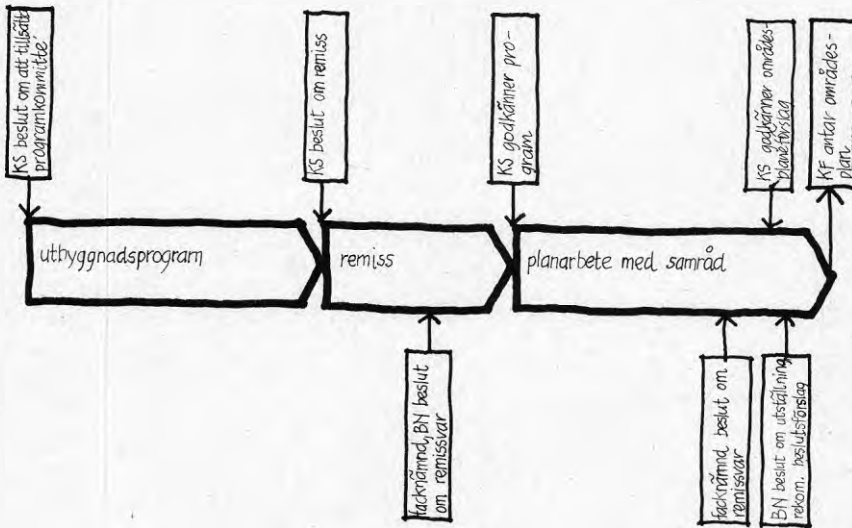 KS beslut om att tillsätta
programkommitté
KS beslut om remiss
KS godkänner pro-
gram
KS godkänner områdes-
planeförslag
KF antar områdes-
plan
utbyggnadsprogram
remiss
planarbete med samråd
facknämnd, BN beslut
om remissvar
facknämnd beslut om
remissvar
BN beslut om utställning,
rekom. beslutsförslag